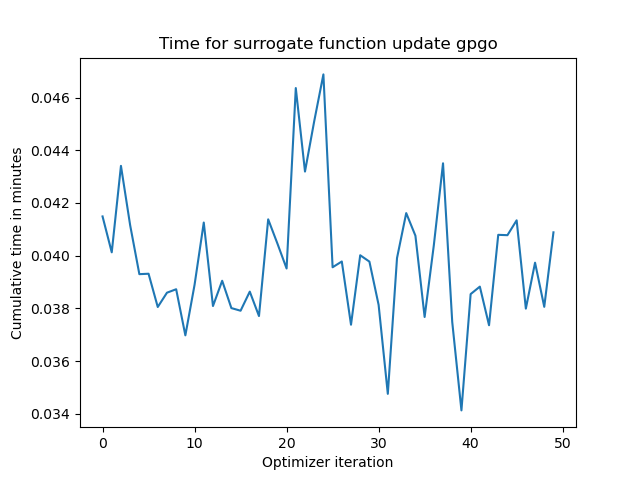 Time for surrogate function update gpgo
Cumulative time in minutes
0.046
0.044
0.042
0.040
0.038
0.036
0.034
0 10 20 30 40 50
Optimizer iteration